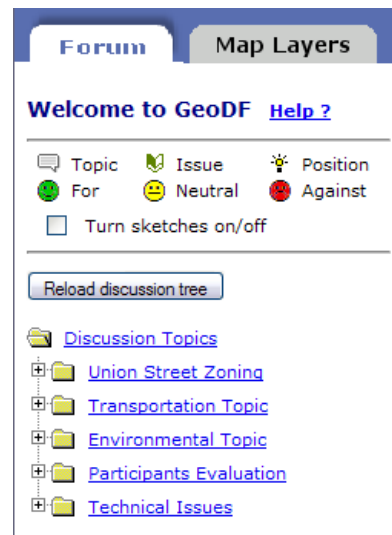 Forum Map Layers
Welcome to GeoDF Help ?
Topic Issue Position
For Neutral Against
Turn sketches on/off
Reload discussion tree
Discussion Topics
Union Street Zoning
Transportation Topic
Environmental Topic
Participants Evaluation
Technical Issues